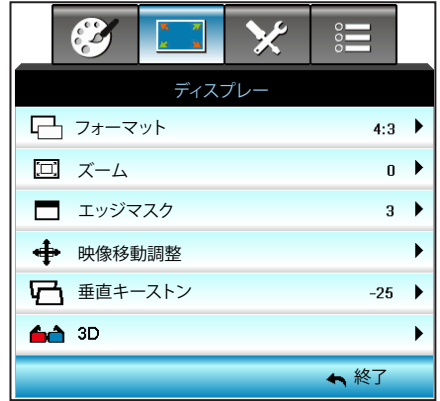 ディスプレー
フォーマット 4:3
ズーム 0
エッジマスク 3
映像移動調整
垂直キーストン -25
3D
終了